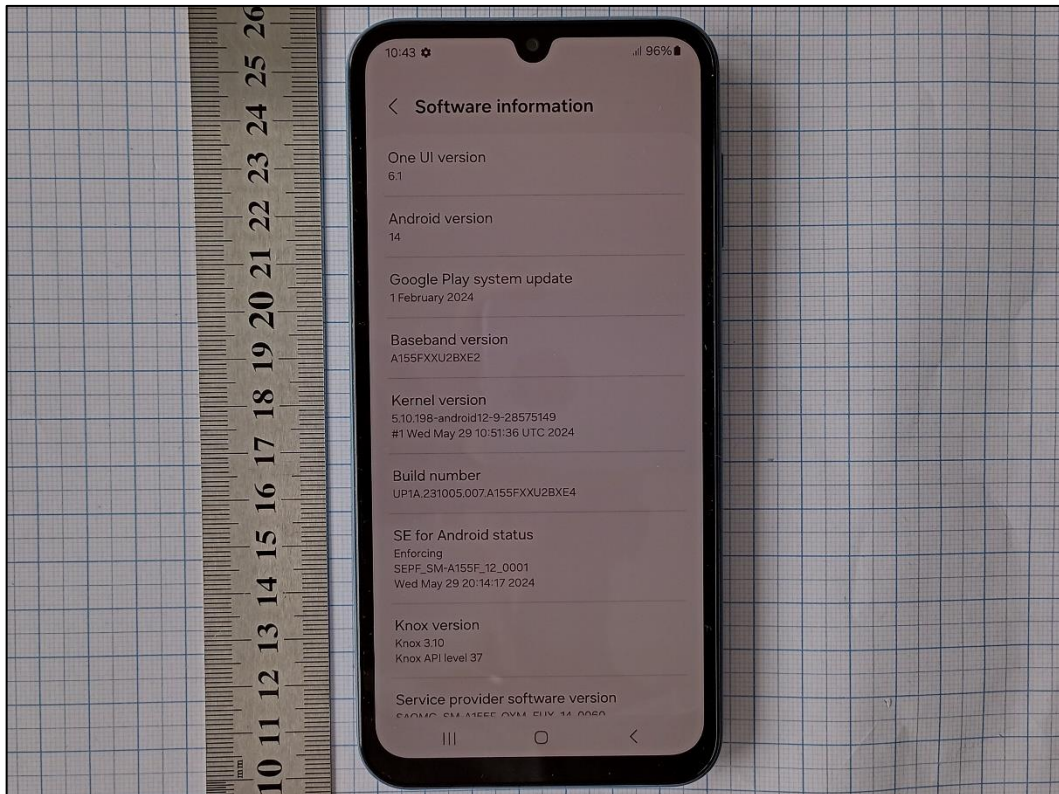 26
25
24
23
22
21
20
19
18
17
16
15
14
13
12
11
10
mm
10:43
96%
Software information
One UI version
6.1
Android version
14
Google Play system update
1 February 2024
Baseband version
A155FXXU2BXE2
Kernel version
5.10.198-android12-9-28575149
#1 Wed May 29 10:51:36 UTC 2024
Build number
UP1A.231005.007.A155FXXU2BXE4
SE for Android status
Enforcing
SEPF_SM-A155F_12_0001
Wed May 29 20:14:17 2024
Knox version
Knox 3.10
Knox API level 37
Service provider software version